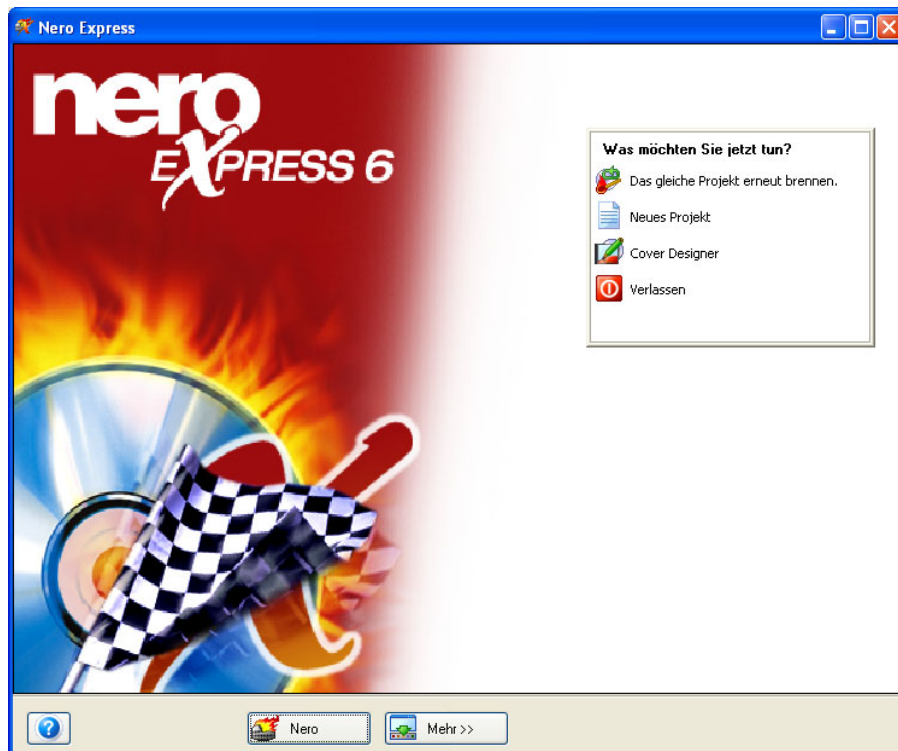 Nero Express
nero
EXPRESS 6
Was möchten Sie jetzt tun?
Das gleiche Projekt erneut brennen.
Neues Projekt
Cover Designer
Verlassen
Nero
Mehr >>